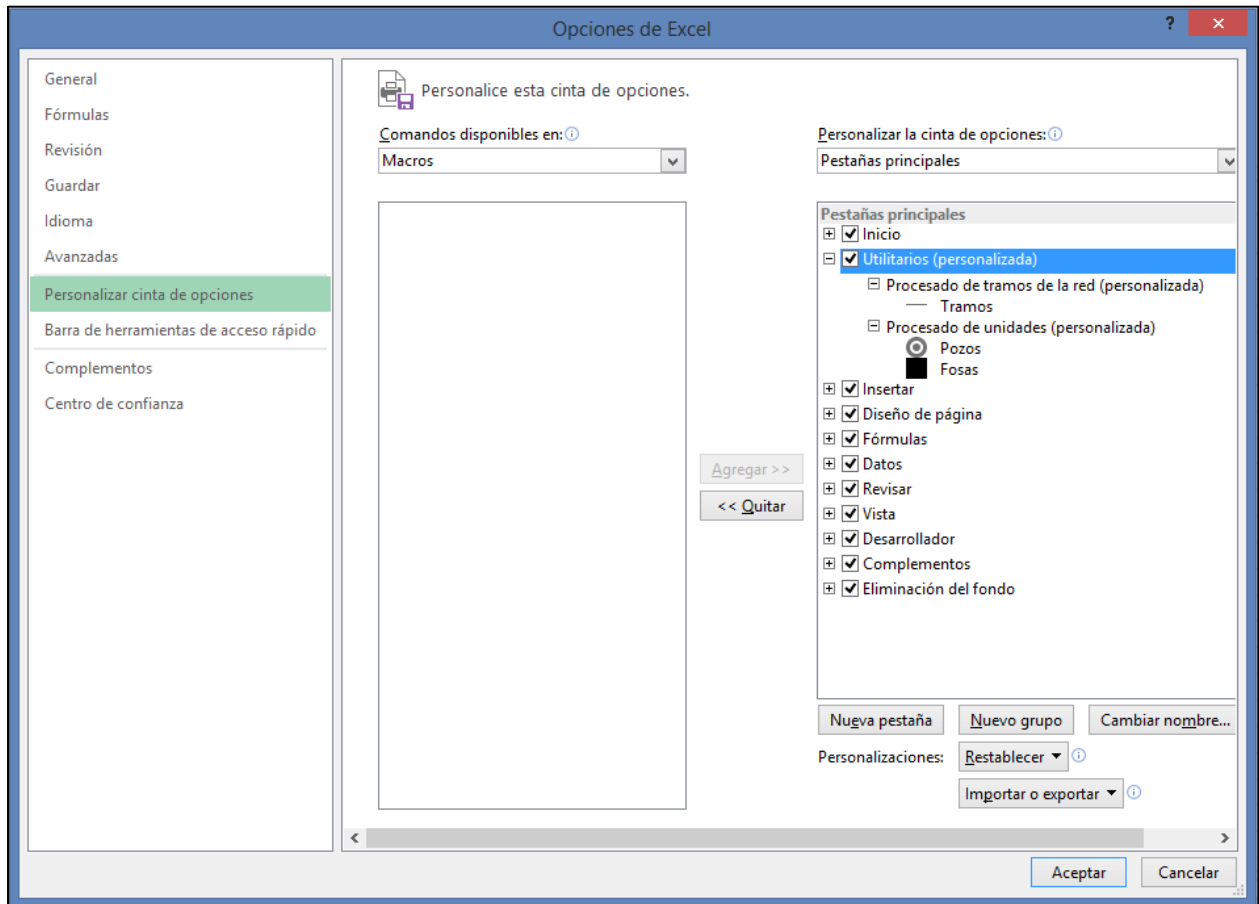 Opciones de Excel
?
General
Fórmulas
Revisión
Guardar
Idioma
Avanzadas
Personalizar cinta de opciones
Barra de herramientas de acceso rápido
Complementos
Centro de confianza
Personalice esta cinta de opciones.
Comandos disponibles en:
Macros
Agregar >>
<< Quitar
Personalizar la cinta de opciones:
Pestañas principales
Pestañas principales
Inicio
Utilitarios (personalizada)
Procesado de tramos de la red (personalizada)
Tramos
Procesado de unidades (personalizada)
Pozos
Fosas
Insertar
Diseño de página
Fórmulas
Datos
Revisar
Vista
Desarrollador
Complementos
Eliminación del fondo
Nueva pestaña Nuevo grupo Cambiar nombre...
Personalizaciones: Restablecer
Importar o exportar
Aceptar Cancelar